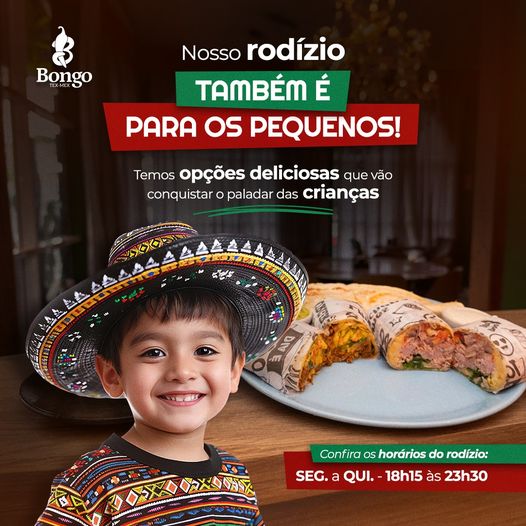 Bongo
TEX-MEX
Nosso rodízio
TAMBÉM É
PARA OS PEQUENOS!
Temos opções deliciosas que vão
conquistar o paladar das crianças
Confira os horários do rodízio:
SEG. a QUI. - 18h15 às 23h30